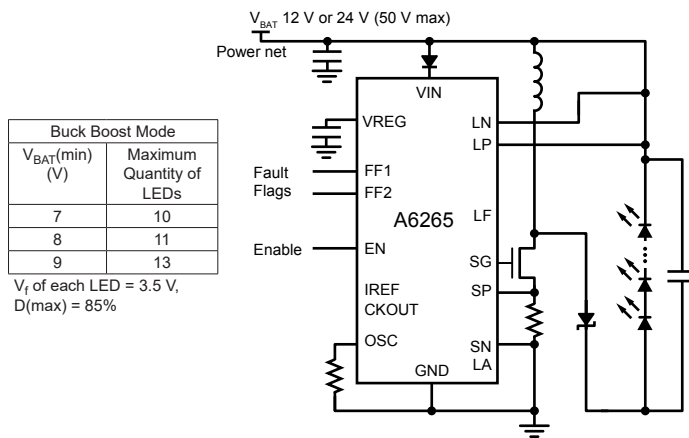 V_BAT 12 V or 24 V (50 V max)
Power net
VIN
VREG
LN
LP
Fault
Flags
FF1
FF2
LF
A6265
Enable
EN
SG
IREF
CKOUT
SP
OSC
SN
LA
GND
Buck Boost Mode
V_BAT(min)
(V)
Maximum
Quantity of
LEDs
7 10
8 11
9 13
V_f of each LED = 3.5 V,
D(max) = 85%